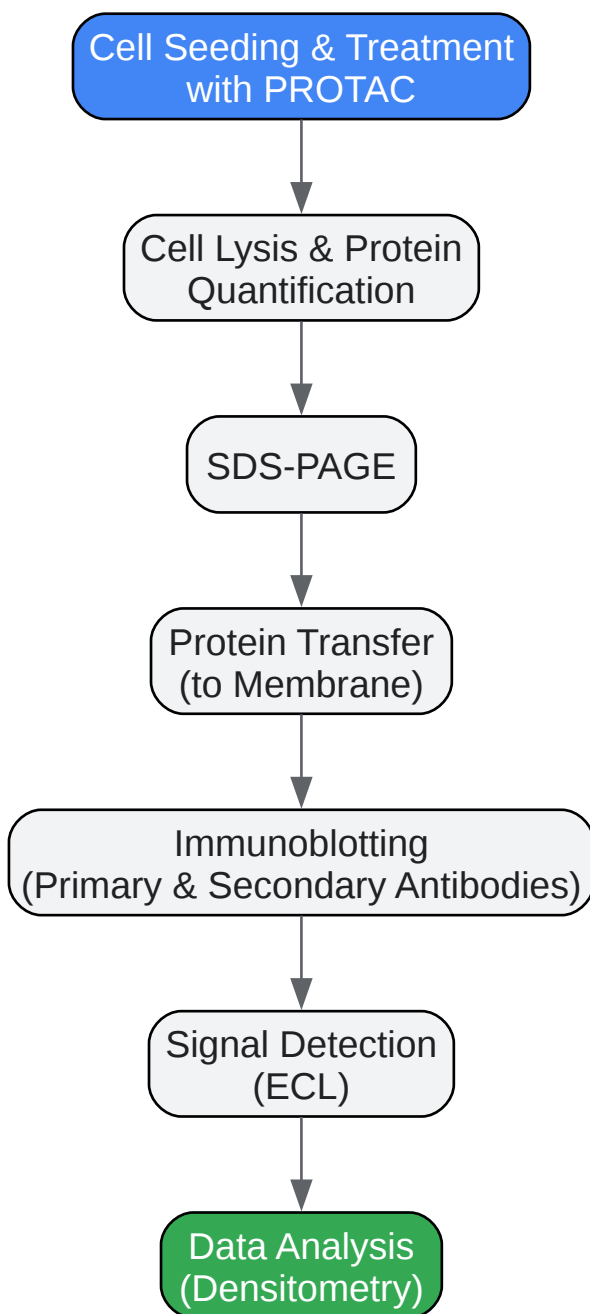 Cell Seeding & Treatment
with PROTAC
Cell Lysis & Protein
Quantification
SDS-PAGE
Protein Transfer
(to Membrane)
Immunoblotting
(Primary & Secondary Antibodies)
Signal Detection
(ECL)
Data Analysis
(Densitometry)